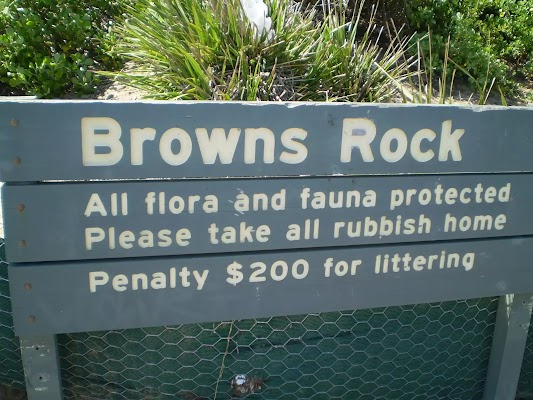 Browns Rock
All flora and fauna protected
Please take all rubbish home
Penalty $200 for littering